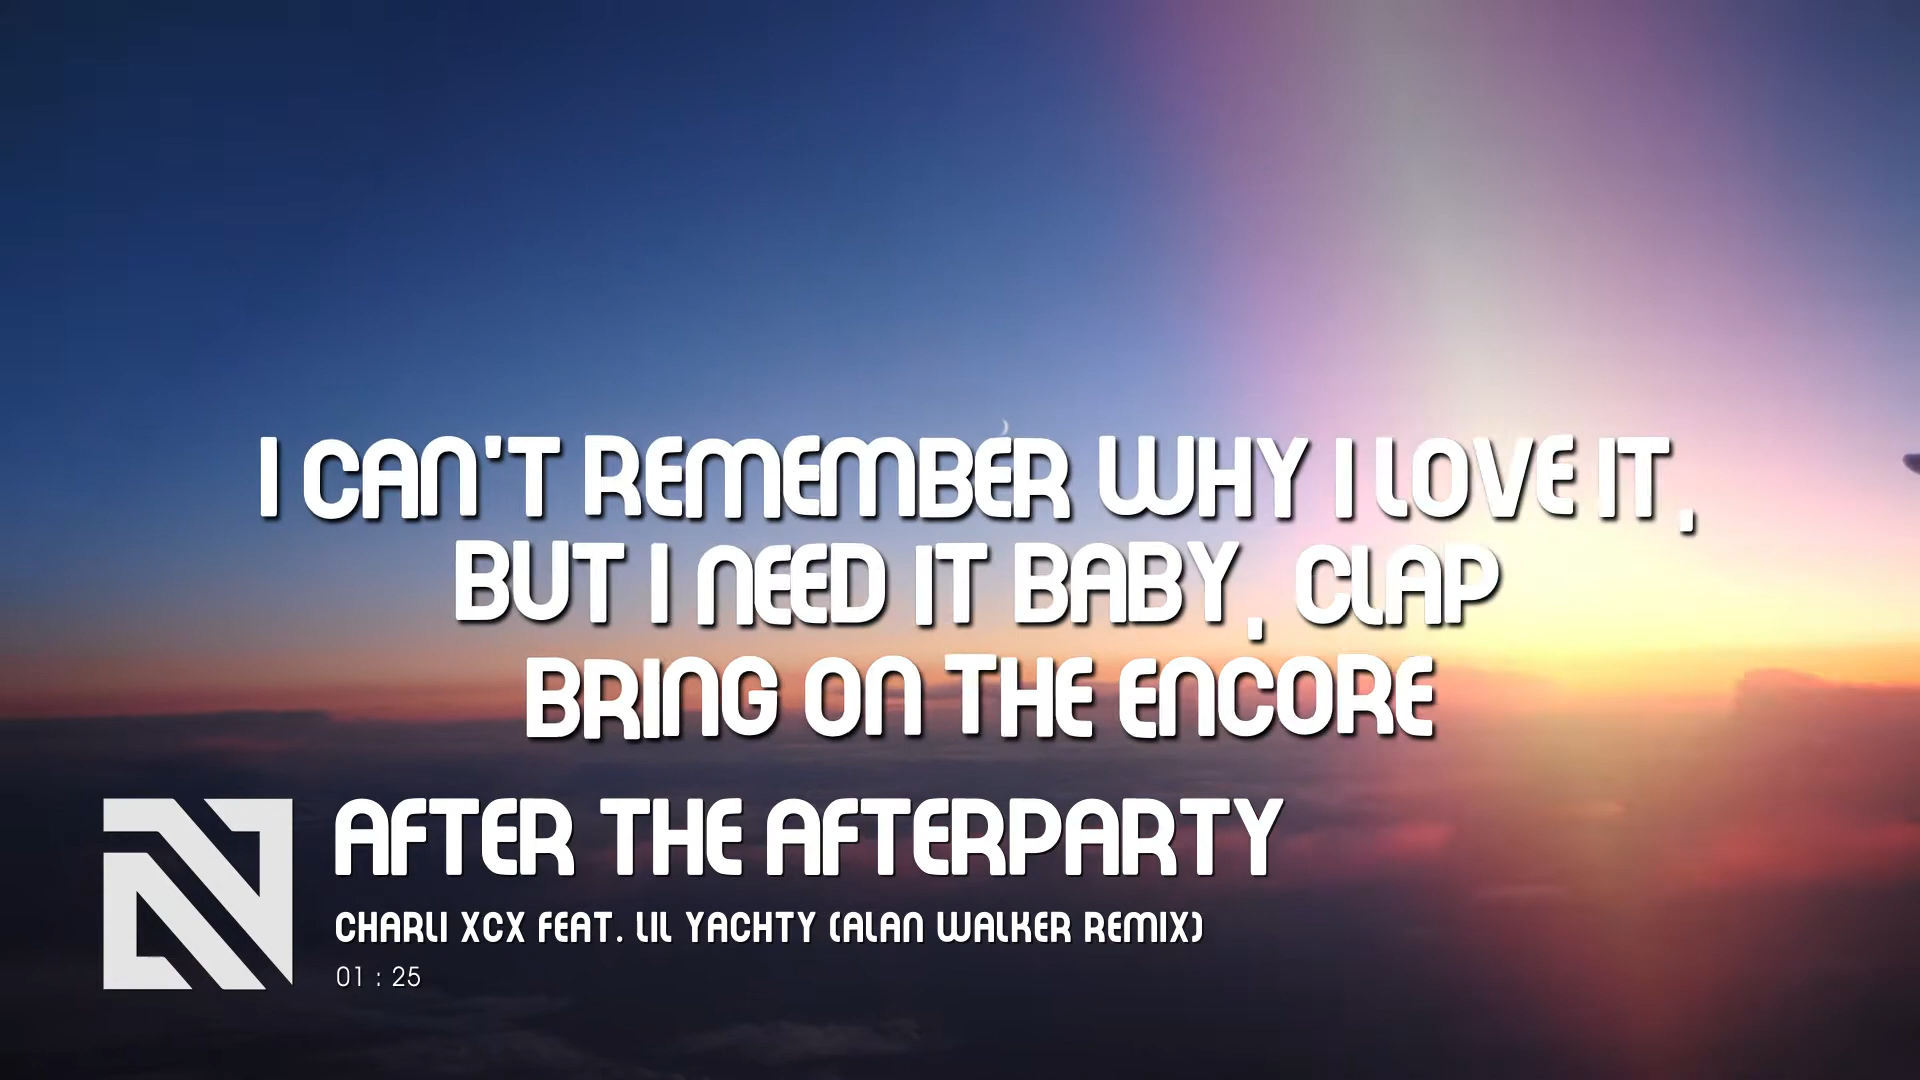 I CAN'T REMEMBER WHY I LOVE IT,
BUT I NEED IT BABY, CLAP
BRING ON THE ENCORE
AFTER THE AFTERPARTY
CHARLI XCX FEAT. LIL YACHTY (ALAN WALKER REMIX)
01 : 25